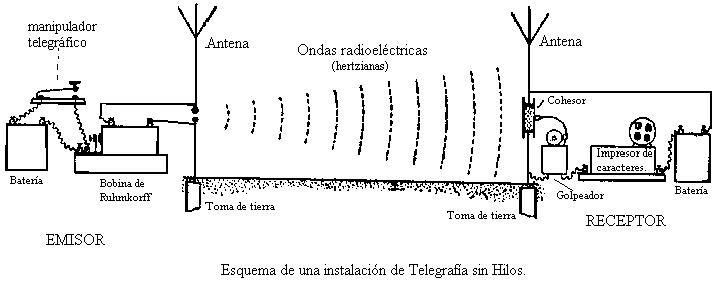 manipulador
telegráfico
Antena
Ondas radioeléctricas
(hertzianas)
Antena
Cohesor
Impresor de
caracteres.
Batería
Bobina de
Ruhmkorff
Toma de tierra
Toma de tierra
Golpeador
Batería
EMISOR
RECEPTOR
Esquema de una instalación de Telegrafía sin Hilos.